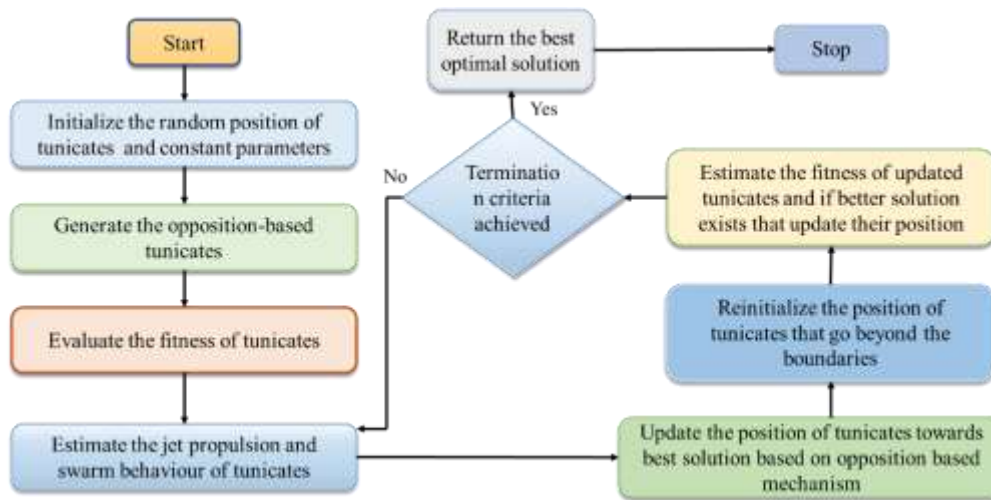 Start
Initialize the random position of
tunicates and constant parameters
Generate the opposition-based
tunicates
Evaluate the fitness of tunicates
Estimate the jet propulsion and
swarm behaviour of tunicates
Update the position of tunicates towards
best solution based on opposition based
mechanism
Reinitialize the position of
tunicates that go beyond the
boundaries
Estimate the fitness of updated
tunicates and if better solution
exists that update their position
Terminatio
n criteria
achieved
No
Yes
Return the best
optimal solution
Stop